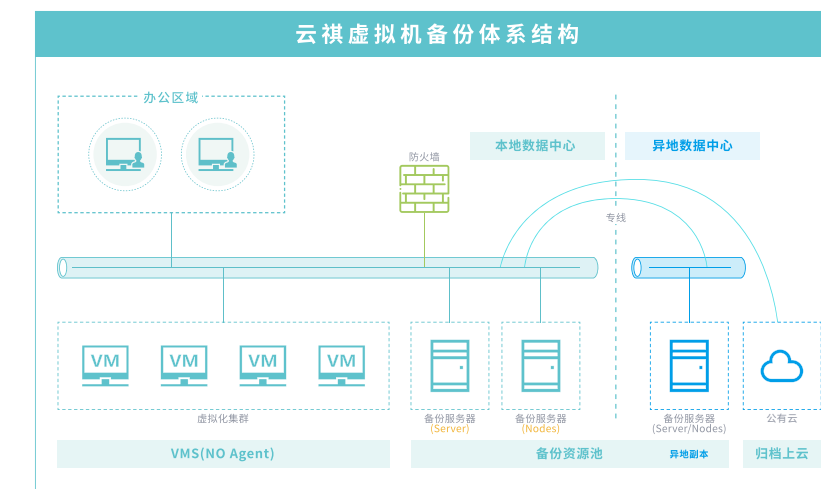 云祺虚拟机备份体系结构
办公区域
防火墙
本地数据中心
异地数据中心
专线
VM
VM
VM
VM
虚拟化集群
备份服务器
(Server)
备份服务器
(Nodes)
备份服务器
(Server/Nodes)
公有云
VMS(NO Agent)
备份资源池
异地副本
归档上云